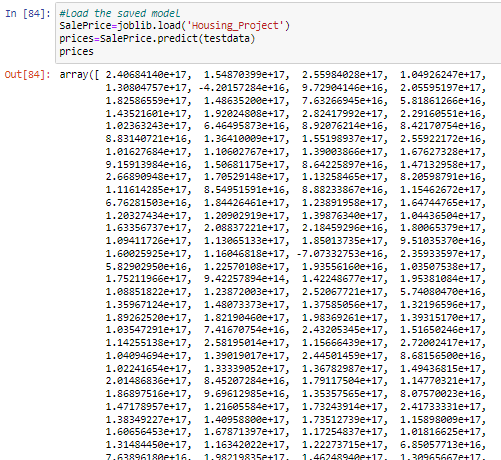 In [84]: #load the saved model
SalePrice=joblib.load('Housing_Project')
prices=SalePrice.predict(testdata)
prices
Out[84]: array([ 2.40684140e+17, 1.54870399e+17, 2.55984028e+17, 1.04926247e+17,
1.30804757e+17, -4.20157284e+16, 9.72904146e+16, 2.05595197e+17,
1.82586559e+17, 1.48635200e+17, 7.63266945e+16, 5.81861266e+16,
1.43521601e+17, 1.92024808e+17, 2.82417992e+17, 2.29160551e+17,
1.02363243e+17, 6.46495873e+16, 8.92076214e+16, 8.42170754e+16,
8.83140721e+16, 1.36410009e+17, 1.55198937e+17, 2.55922172e+16,
1.01627684e+17, 1.10602767e+17, 1.39003866e+17, 1.67627328e+17,
9.15913984e+16, 1.50681175e+17, 8.64225897e+16, 1.47132958e+17,
2.66890948e+17, 1.70529148e+17, 1.13258465e+17, 8.20598791e+16,
1.11614285e+17, 8.54951591e+16, 8.88233867e+16, 1.15462672e+17,
6.76281503e+16, 1.84426461e+17, 1.23891958e+17, 1.64744765e+17,
1.20327434e+17, 1.20902919e+17, 1.39876340e+17, 1.04436504e+17,
1.63356737e+17, 2.08837221e+17, 2.18459296e+17, 1.80065379e+17,
1.09411726e+17, 1.13065133e+17, 1.85013735e+17, 9.51035370e+16,
1.60025925e+17, 1.16046818e+17, -7.07332753e+16, 2.35933597e+17,
5.82902950e+16, 1.22570108e+17, 1.93556160e+16, 1.03507538e+17,
1.75211966e+17, 9.42257894e+14, 1.42248677e+17, 1.95381084e+17,
1.08851822e+17, 1.23872003e+17, 2.52067721e+17, 5.74080470e+16,
1.35967124e+17, 1.48073373e+17, 1.37585056e+17, 1.32196596e+17,
1.89262520e+17, 1.82190460e+17, 1.98369261e+17, 1.39315170e+17,
1.03547291e+17, 7.41670754e+16, 2.43205345e+17, 1.51650246e+17,
1.14255138e+17, 2.58195014e+17, 1.15666439e+17, 2.72002417e+17,
1.04094694e+17, 1.39019017e+17, 2.44501459e+17, 8.68156500e+16,
1.02241654e+17, 1.33339052e+17, 1.36782987e+17, 1.49436815e+17,
2.01486836e+17, 8.45207284e+16, 1.79117504e+17, 1.14770321e+17,
1.86897516e+17, 9.69612985e+16, 1.35357565e+17, 8.07570023e+16,
1.47178957e+17, 1.21605584e+17, 1.73243914e+17, 2.41733331e+17,
1.38349227e+17, 1.40958800e+17, 1.73512739e+17, 1.15898009e+17,
1.60656453e+17, 1.67871397e+17, 1.17254837e+17, 1.01816625e+17,
1.31484450e+17, 1.16342022e+17, 1.22273715e+17, 6.85057713e+16,
7.63896180e+16, 1.98219835e+17, 1.46248940e+17, 1.30965667e+17,